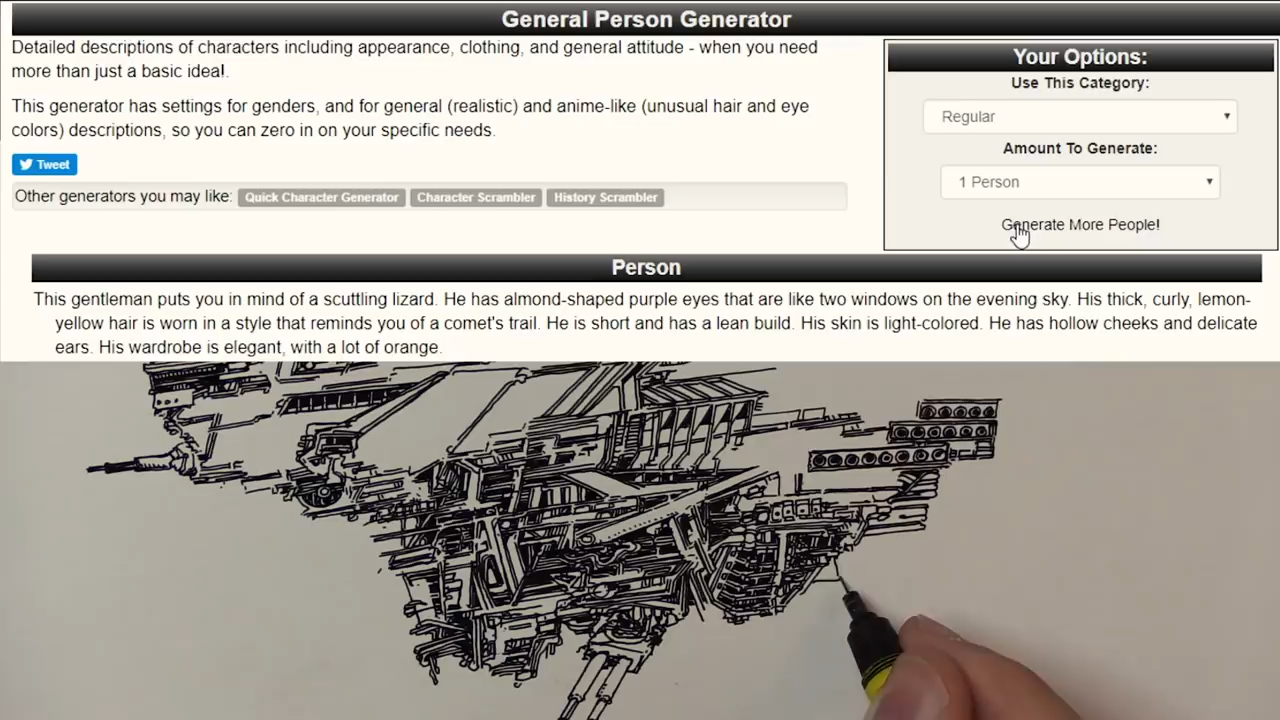 General Person Generator
Detailed descriptions of characters including appearance, clothing, and general attitude - when you need
more than just a basic idea!.
This generator has settings for genders, and for general (realistic) and anime-like (unusual hair and eye
colors) descriptions, so you can zero in on your specific needs.
Tweet
Other generators you may like: Quick Character Generator Character Scrambler History Scrambler
Your Options:
Use This Category:
Regular
Amount To Generate:
1 Person
Generate More People!
Person
This gentleman puts you in mind of a scuttling lizard. He has almond-shaped purple eyes that are like two windows on the evening sky. His thick, curly, lemon-
yellow hair is worn in a style that reminds you of a comet's trail. He is short and has a lean build. His skin is light-colored. He has hollow cheeks and delicate
ears. His wardrobe is elegant, with a lot of orange.